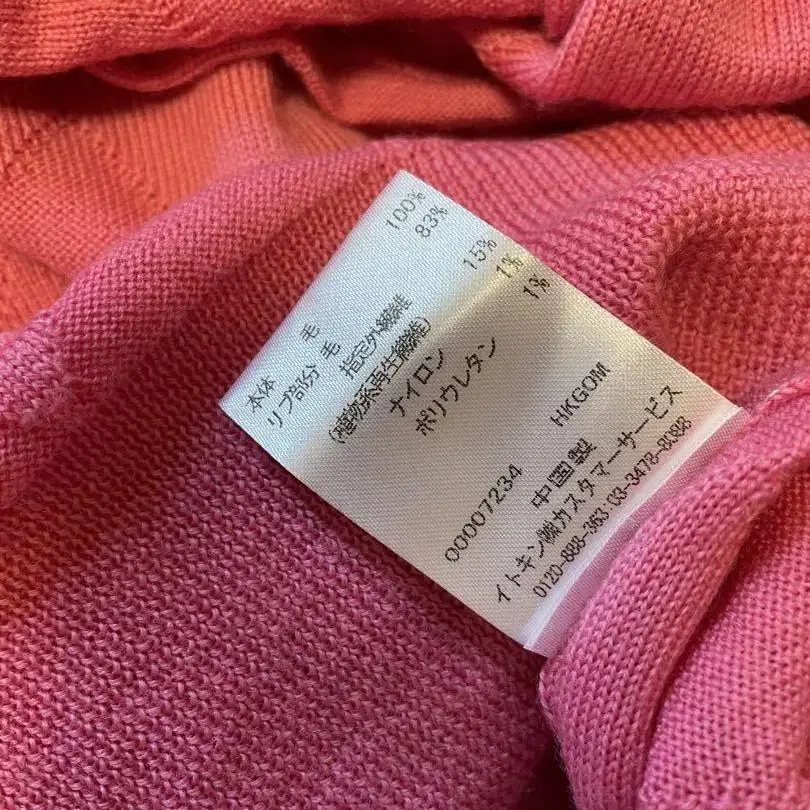 本体 毛 100%
リブ部分 毛 83%
指定外繊維
(植物系再生繊維) 15%
ナイロン 1%
ポリウレタン 1%
HKGOM
00007234 中国製
イトキン㈱カスタマーサービス
0120-888-363:03-3478-8088